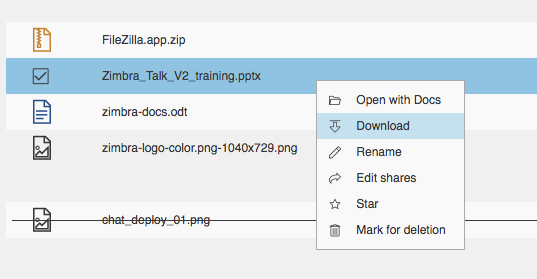 FileZilla.app.zip
Zimbra_Talk_V2_training.pptx
zimbra-docs.odt
zimbra-logo-color.png-1040x729.png
chat_deploy_01.png
Open with Docs
Download
Rename
Edit shares
Star
Mark for deletion